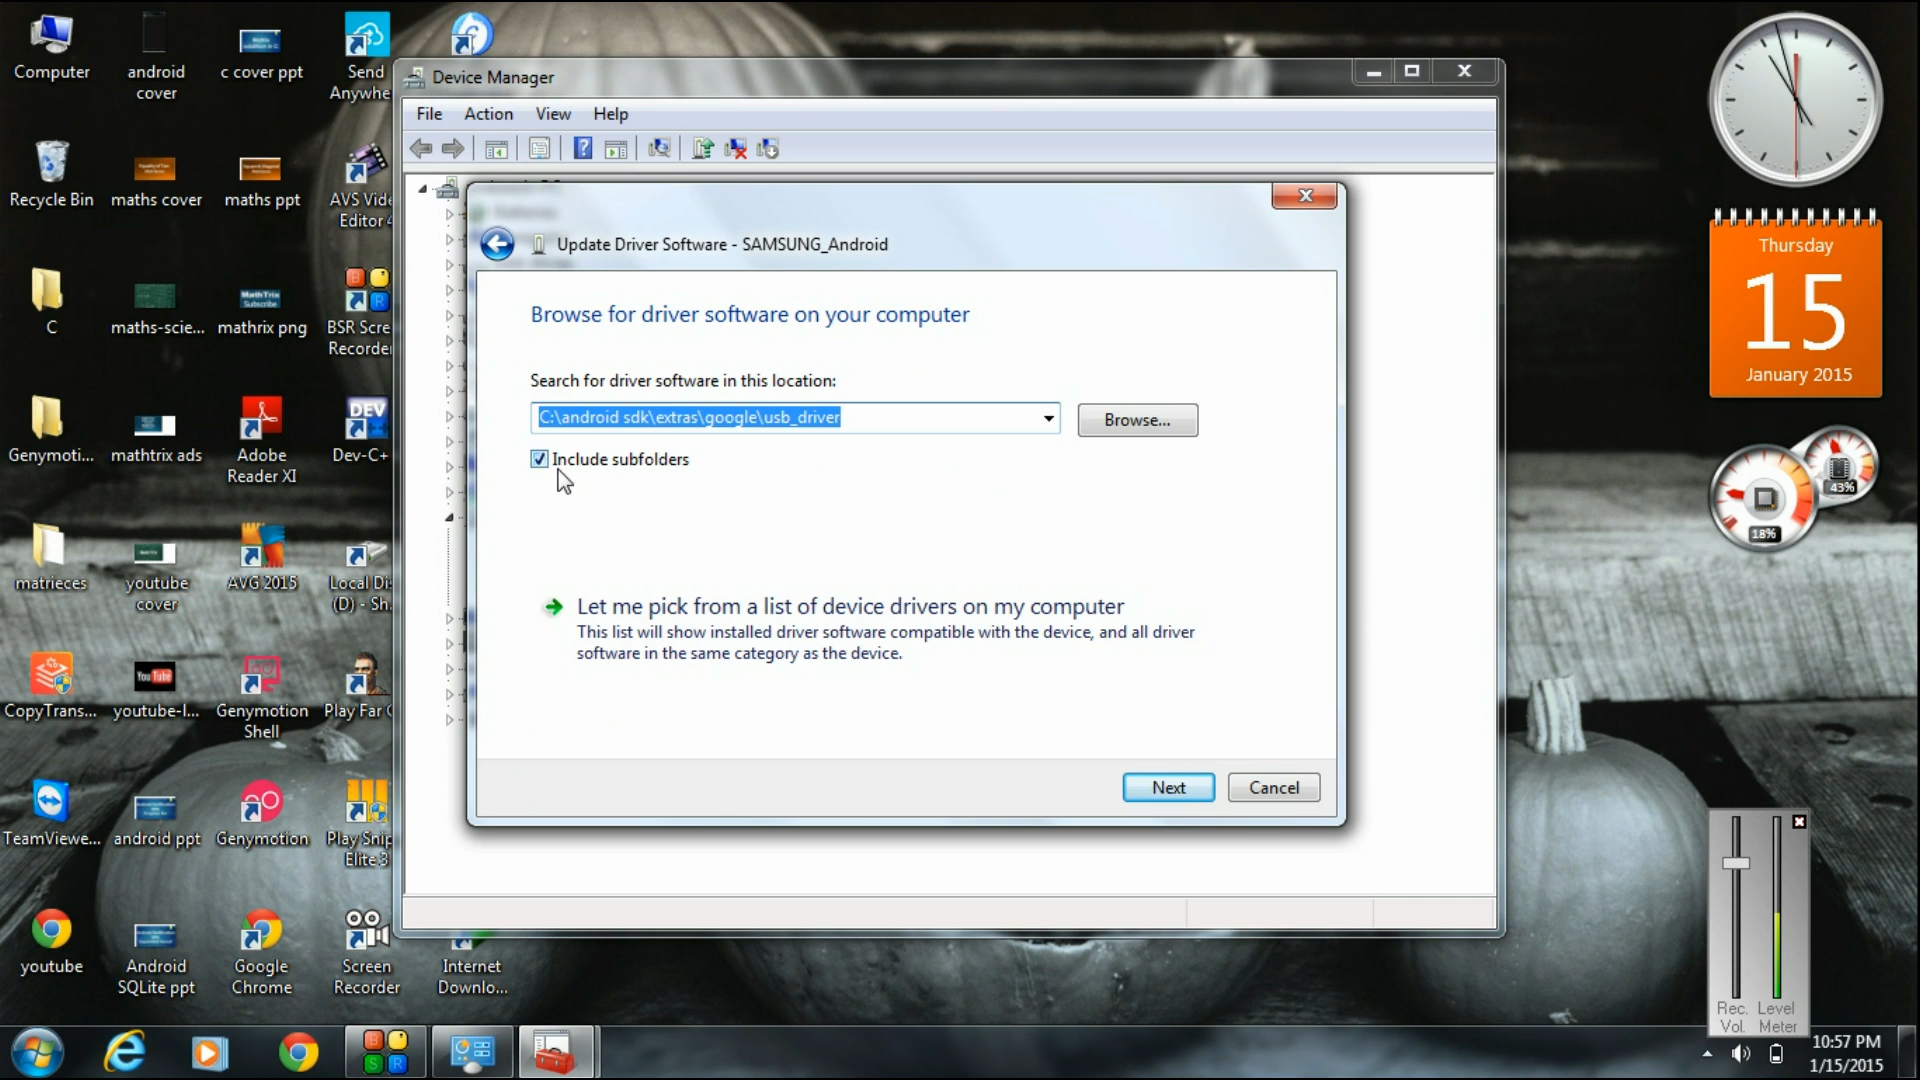 Computer
android
cover
c cover ppt
Send
Anywhe
Recycle Bin
maths cover
maths ppt
AVS Vide
Editor 4
C
maths-scie...
mathrix png
BSR Scre
Recorder
Genymoti...
mathtrix ads
Adobe
Reader XI
Dev-C+
matrieces
youtube
cover
AVG 2015
Local Di
(D) - Sh.
CopyTrans...
youtube-l...
Genymotion
Shell
Play Far C
TeamViewe...
android ppt
Genymotion
Play Snip
Elite 3
youtube
Android
SQLite ppt
Google
Chrome
Screen
Recorder
Internet
Downlo...
MathTrix
Subscribe
DEV
You Tube
B
S R
Device Manager
File Action View Help
Update Driver Software - SAMSUNG_Android
Browse for driver software on your computer
Search for driver software in this location:
C:\android sdk\extras\google\usb_driver
Browse...
Include subfolders
Let me pick from a list of device drivers on my computer
This list will show installed driver software compatible with the device, and all driver
software in the same category as the device.
Next
Cancel
Thursday
15
January 2015
43%
18%
Rec. Level
Vol. Meter
10:57 PM
1/15/2015